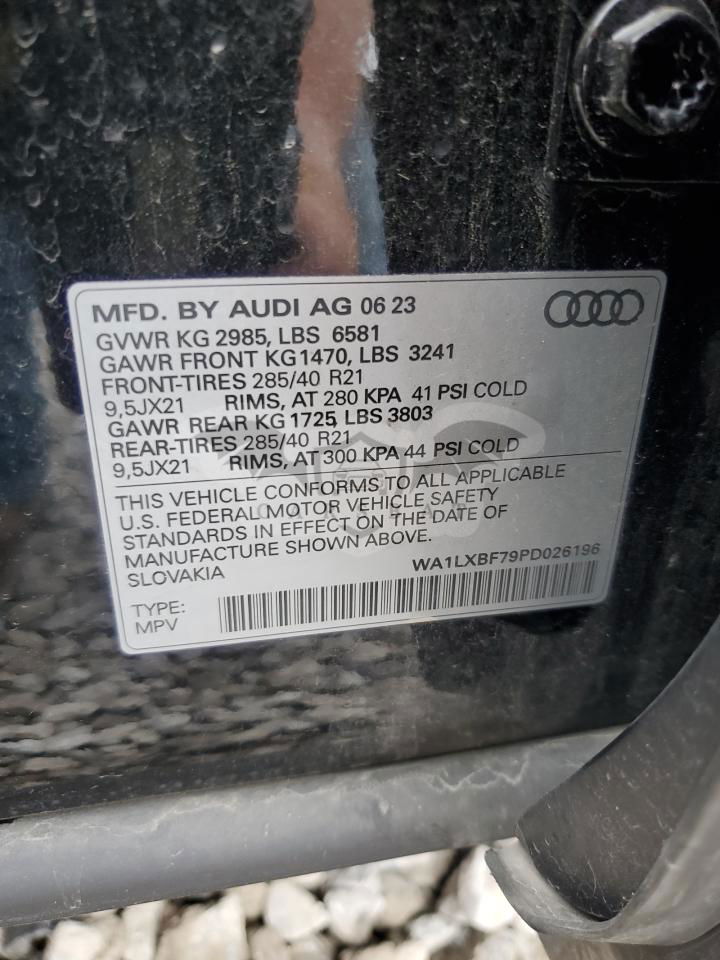 MFD. BY AUDI AG 06 23
GVWR KG 2985, LBS 6581
GAWR FRONT KG1470, LBS 3241
FRONT-TIRES 285/40 R21
9,5JX21 RIMS, AT 280 KPA 41 PSI COLD
GAWR REAR KG 1725, LBS 3803
REAR-TIRES 285/40 R21
9,5JX21 RIMS, AT 300 KPA 44 PSI COLD
THIS VEHICLE CONFORMS TO ALL APPLICABLE
U.S. FEDERAL MOTOR VEHICLE SAFETY
STANDARDS IN EFFECT ON THE DATE OF
MANUFACTURE SHOWN ABOVE.
SLOVAKIA WA1LXBF79PD026196
TYPE:
MPV